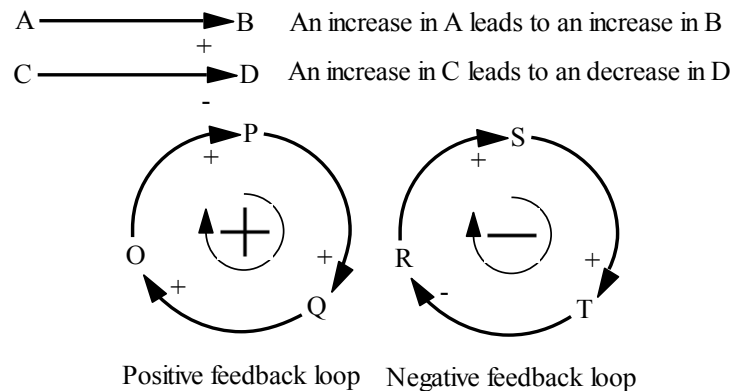 A B An increase in A leads to an increase in B
+
C D An increase in C leads to an decrease in D
-
P S
+ +
+ -
O R
+ +
+ -
Q T
Positive feedback loop Negative feedback loop